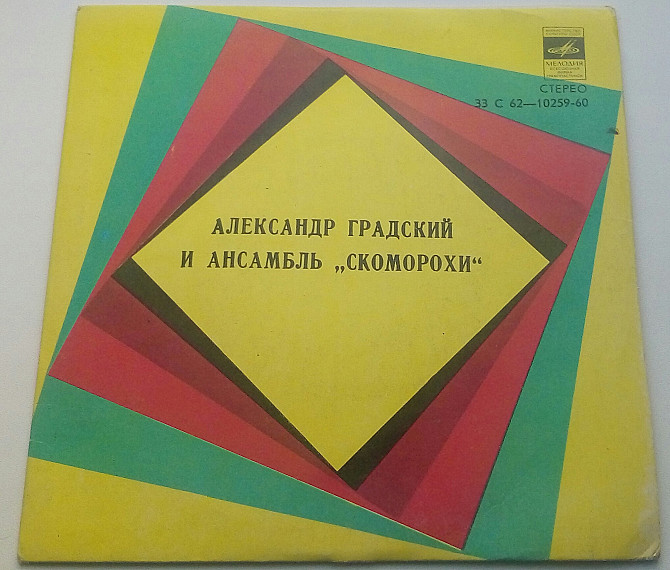 МЕЛОДИЯ
СТЕРЕО
33 С 62—10259-60
АЛЕКСАНДР ГРАДСКИЙ
И АНСАМБЛЬ „СКОМОРОХИ“